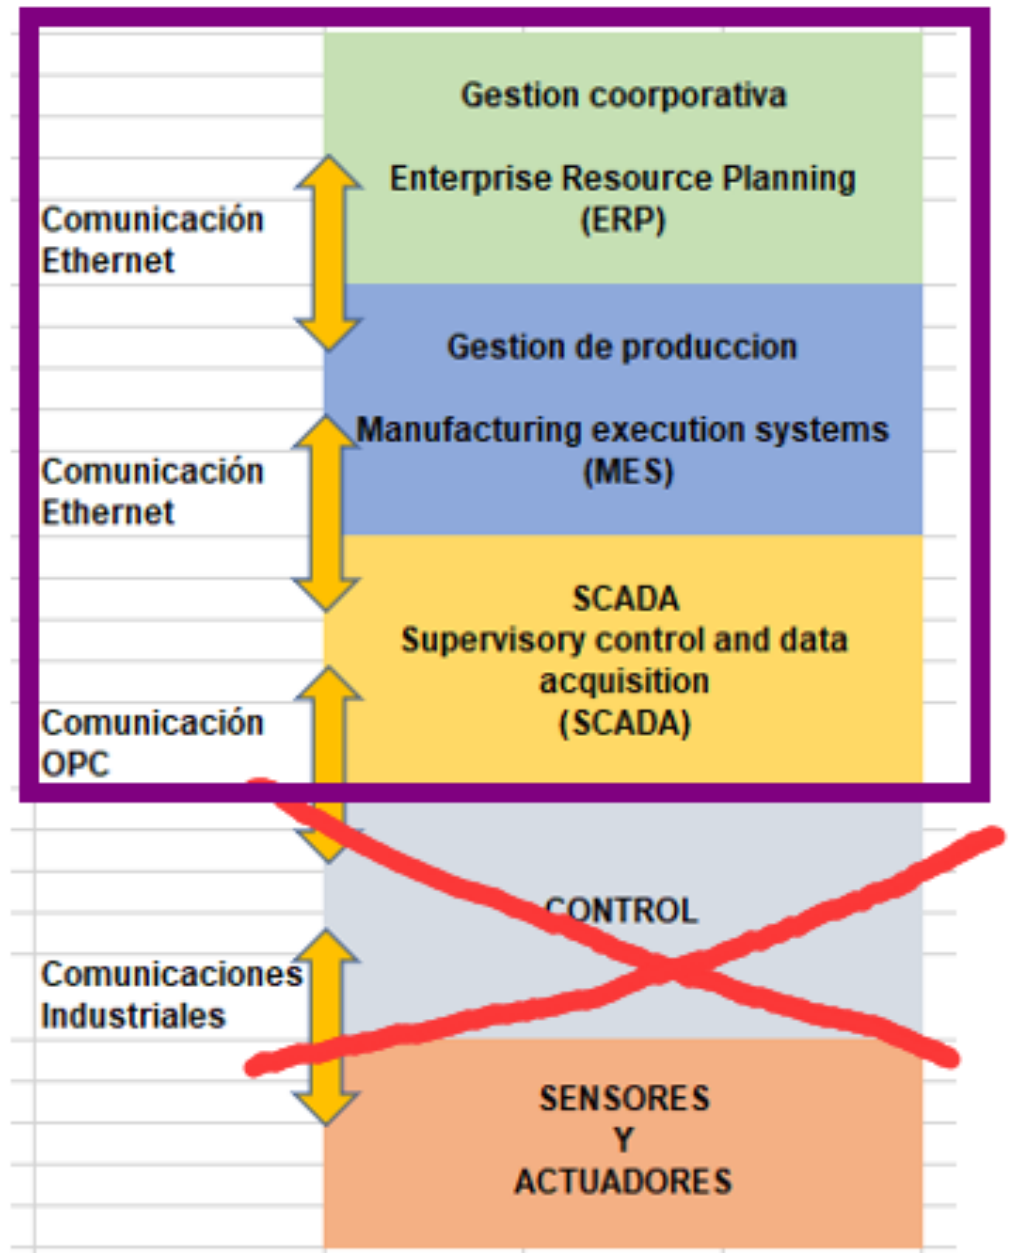 Gestion coorporativa
Enterprise Resource Planning
(ERP)
Comunicación
Ethernet
Gestion de produccion
Manufacturing execution systems
(MES)
Comunicación
Ethernet
SCADA
Supervisory control and data
acquisition
(SCADA)
Comunicación
OPC
CONTROL
Comunicaciones
Industriales
SENSORES
Y
ACTUADORES